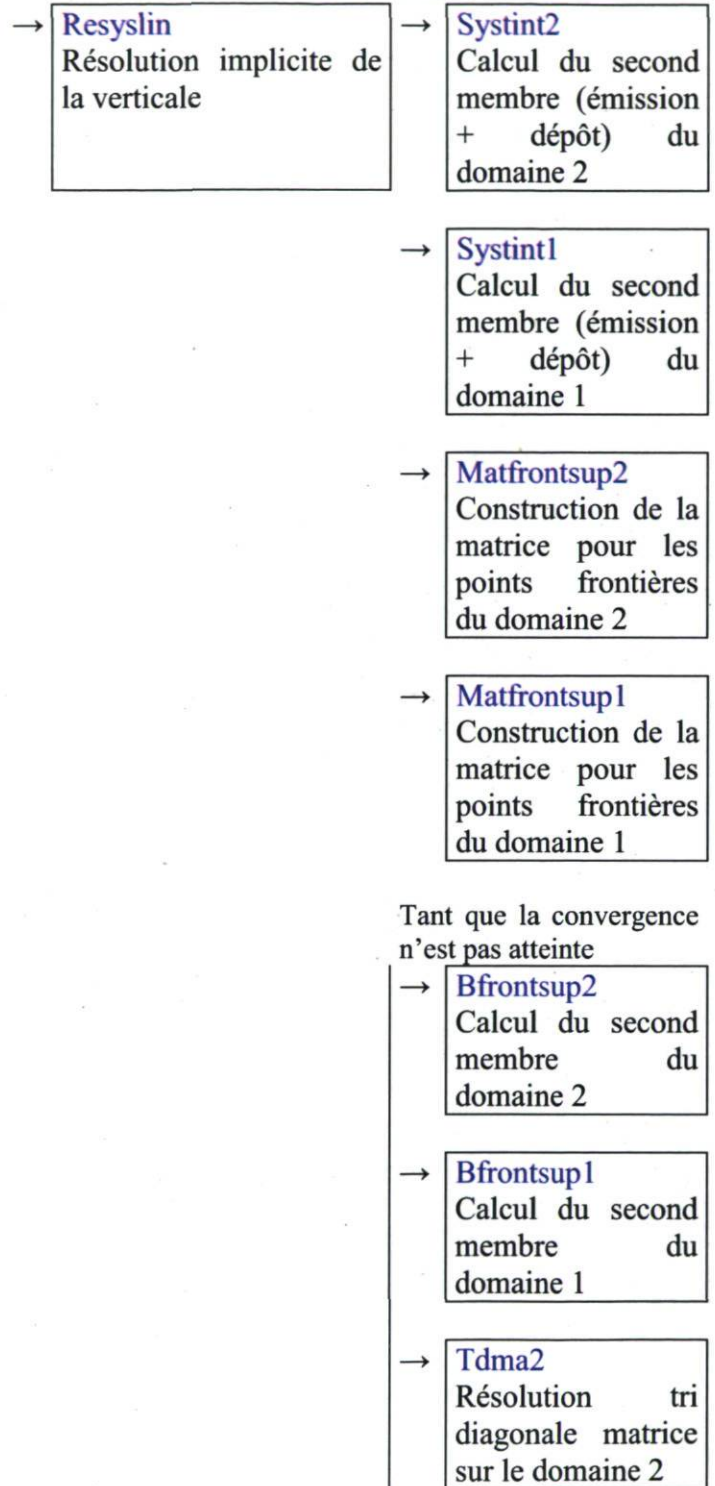 → Resyslin
Résolution implicite de
la verticale
→ Systint2
Calcul du second
membre (émission
+ dépôt) du
domaine 2
→ Systint1
Calcul du second
membre (émission
+ dépôt) du
domaine 1
→ Matfrontsup2
Construction de la
matrice pour les
points frontières
du domaine 2
→ Matfrontsup1
Construction de la
matrice pour les
points frontières
du domaine 1
Tant que la convergence
n'est pas atteinte
→ Bfrontsup2
Calcul du second
membre du
domaine 2
→ Bfrontsup1
Calcul du second
membre du
domaine 1
→ Tdma2
Résolution tri
diagonale matrice
sur le domaine 2